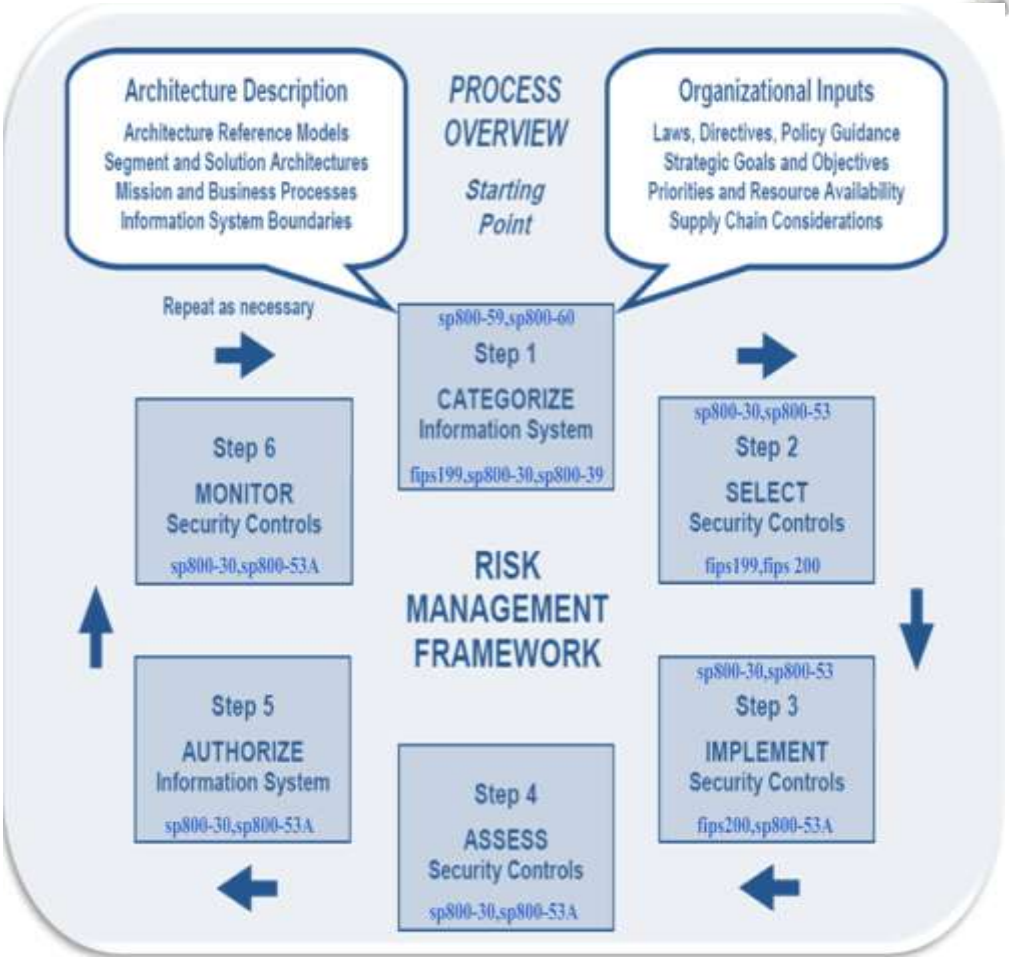 Architecture Description
Architecture Reference Models
Segment and Solution Architectures
Mission and Business Processes
Information System Boundaries
PROCESS
OVERVIEW
Starting
Point
Organizational Inputs
Laws, Directives, Policy Guidance
Strategic Goals and Objectives
Priorities and Resource Availability
Supply Chain Considerations
Repeat as necessary
sp800-59,sp800-60
Step 1
CATEGORIZE
Information System
fips199,sp800-30,sp800-39
sp800-30,sp800-53
Step 2
SELECT
Security Controls
fips199,fips 200
sp800-30,sp800-53
Step 3
IMPLEMENT
Security Controls
fips200,sp800-53A
Step 4
ASSESS
Security Controls
sp800-30,sp800-53A
Step 5
AUTHORIZE
Information System
sp800-30,sp800-53A
Step 6
MONITOR
Security Controls
sp800-30,sp800-53A
RISK
MANAGEMENT
FRAMEWORK